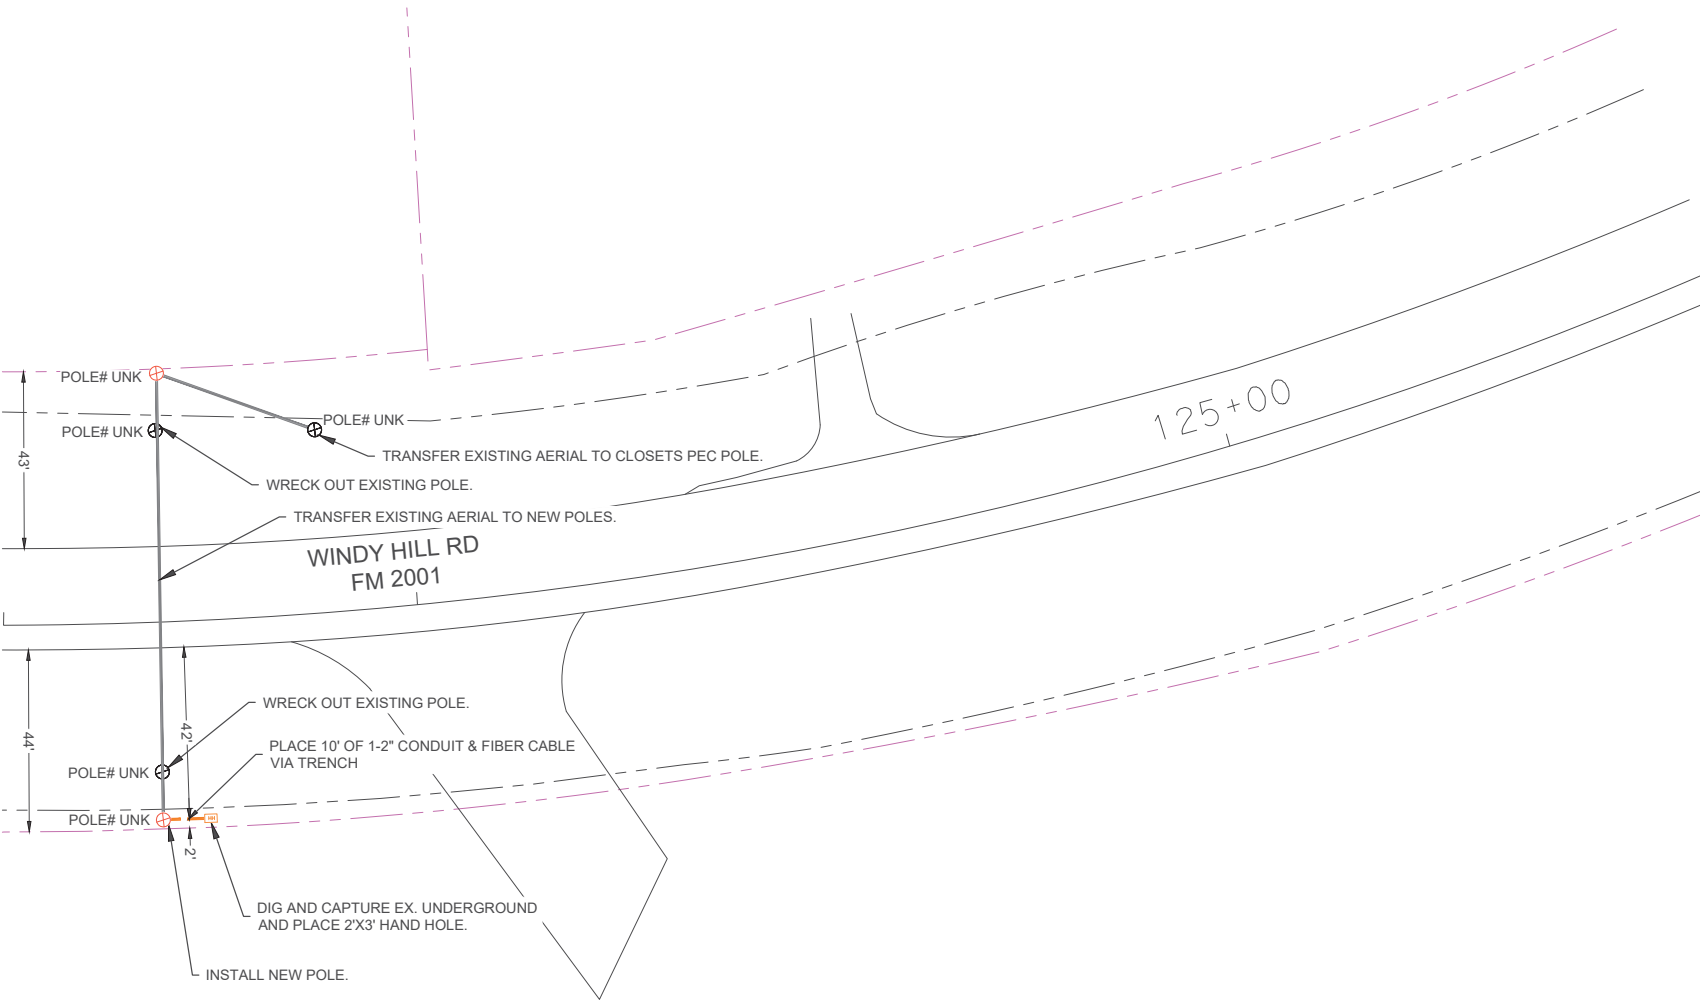 125+00
POLE# UNK
POLE# UNK
POLE# UNK
43'
TRANSFER EXISTING AERIAL TO CLOSETS PEC POLE.
WRECK OUT EXISTING POLE.
TRANSFER EXISTING AERIAL TO NEW POLES.
WINDY HILL RD
FM 2001
WRECK OUT EXISTING POLE.
42'
44'
PLACE 10' OF 1-2" CONDUIT & FIBER CABLE
VIA TRENCH
POLE# UNK
POLE# UNK
HH
2'
DIG AND CAPTURE EX. UNDERGROUND
AND PLACE 2'X3' HAND HOLE.
INSTALL NEW POLE.